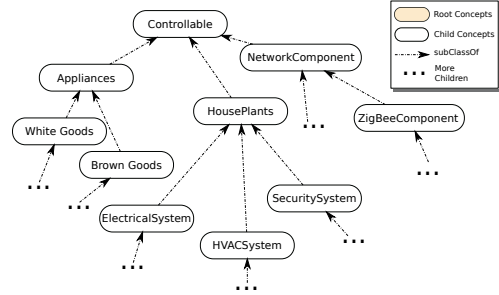 Controllable
Root Concepts
Child Concepts
subClassOf
More
Children
NetworkComponent
Appliances
HousePlants
ZigBeeComponent
White Goods
Brown Goods
SecuritySystem
ElectricalSystem
HVACSystem